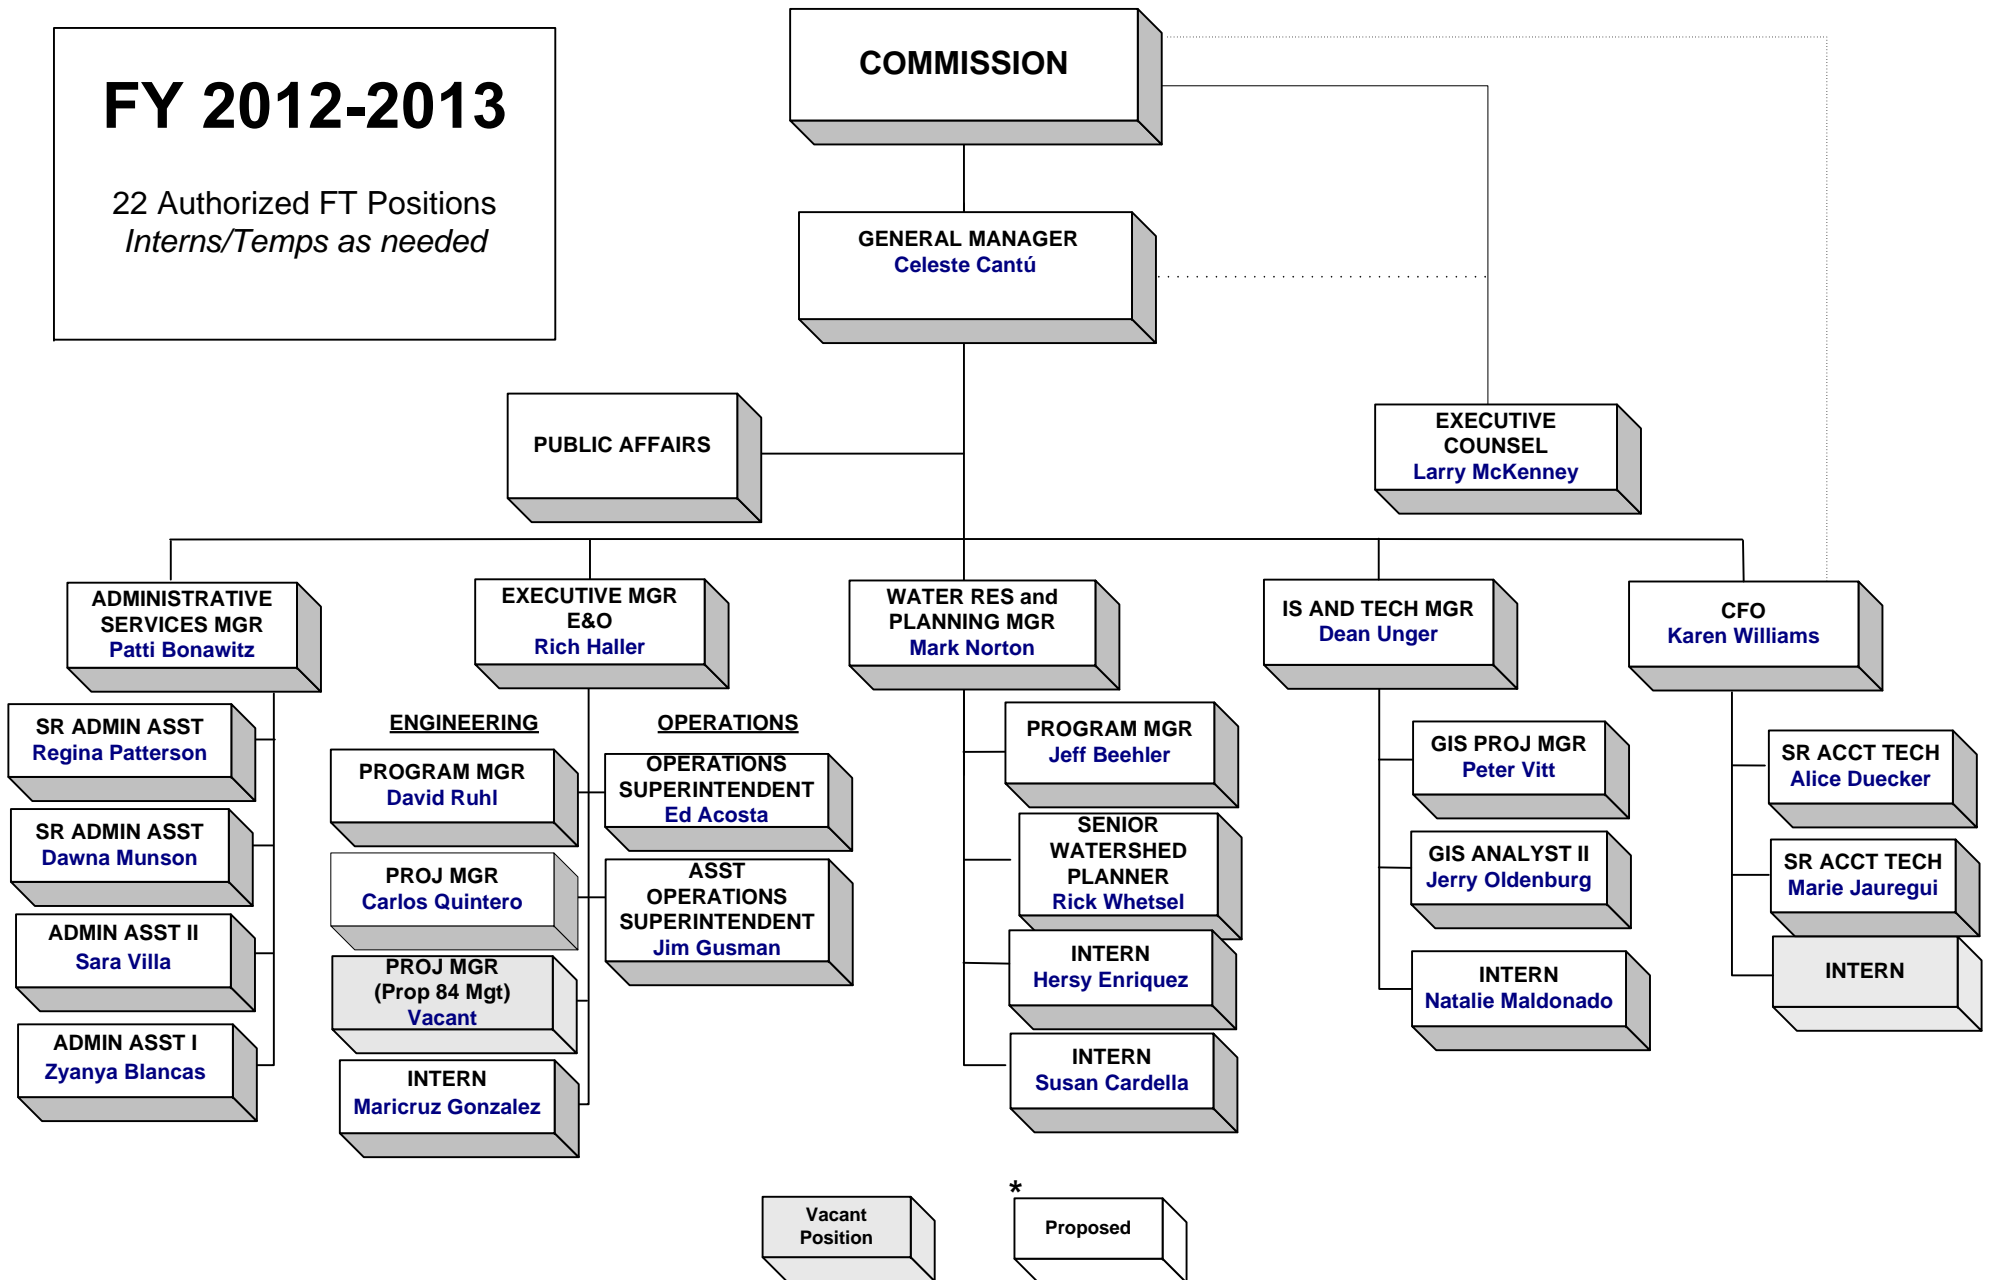 FY 2012-2013
22 Authorized FT Positions
Interns/Temps as needed
COMMISSION
GENERAL MANAGER
Celeste Cantú
PUBLIC AFFAIRS
EXECUTIVE
COUNSEL
Larry McKenney
ADMINISTRATIVE
SERVICES MGR
Patti Bonawitz
EXECUTIVE MGR
E&O
Rich Haller
WATER RES and
PLANNING MGR
Mark Norton
IS AND TECH MGR
Dean Unger
CFO
Karen Williams
SR ADMIN ASST
Regina Patterson
SR ADMIN ASST
Dawna Munson
ADMIN ASST II
Sara Villa
ADMIN ASST I
Zyanya Blancas
ENGINEERING
PROGRAM MGR
David Ruhl
PROJ MGR
Carlos Quintero
PROJ MGR
(Prop 84 Mgt)
Vacant
INTERN
Maricruz Gonzalez
OPERATIONS
OPERATIONS
SUPERINTENDENT
Ed Acosta
ASST
OPERATIONS
SUPERINTENDENT
Jim Gusman
PROGRAM MGR
Jeff Beehler
SENIOR
WATERSHED
PLANNER
Rick Whetsel
INTERN
Hersy Enriquez
INTERN
Susan Cardella
GIS PROJ MGR
Peter Vitt
GIS ANALYST II
Jerry Oldenburg
INTERN
Natalie Maldonado
SR ACCT TECH
Alice Duecker
SR ACCT TECH
Marie Jauregui
INTERN
Vacant
Position
*
Proposed